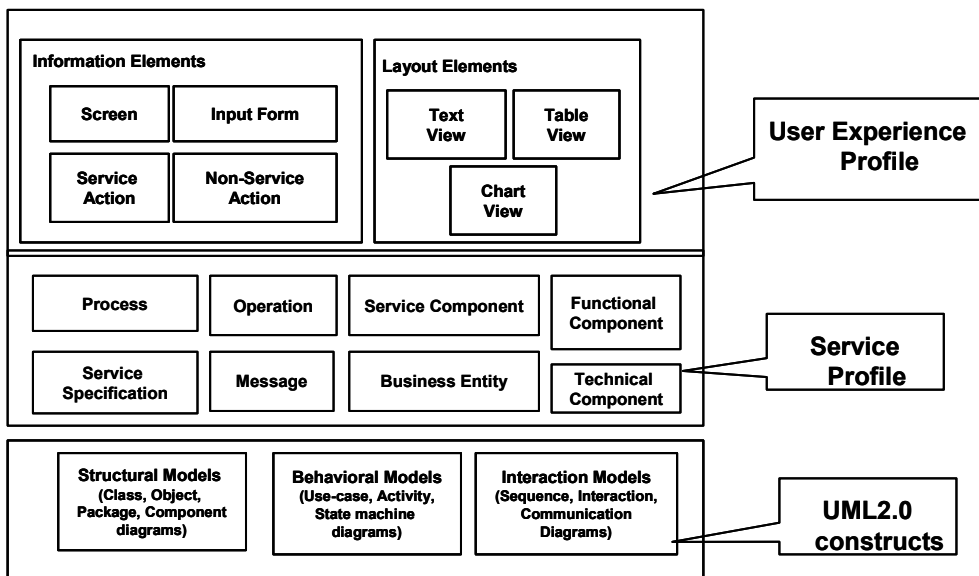 Information Elements
Screen
Input Form
Service
Action
Non-Service
Action
Layout Elements
Text
View
Table
View
Chart
View
User Experience
Profile
Process
Operation
Service Component
Functional
Component
Service
Specification
Message
Business Entity
Technical
Component
Service
Profile
Structural Models
(Class, Object,
Package, Component
diagrams)
Behavioral Models
(Use-case, Activity,
State machine
diagrams)
Interaction Models
(Sequence, Interaction,
Communication
Diagrams)
UML2.0
constructs